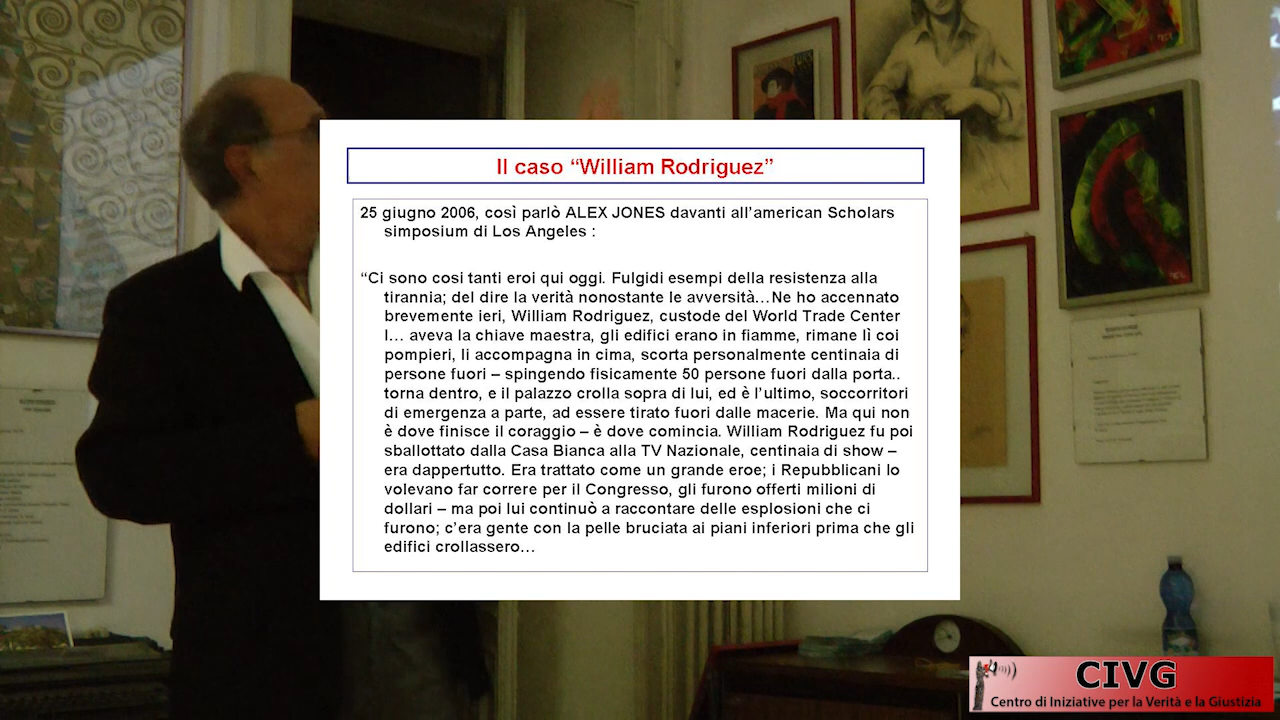 Il caso “William Rodriguez”
25 giugno 2006, così parlò ALEX JONES davanti all’american Scholars
simposium di Los Angeles :
“Ci sono cosi tanti eroi qui oggi. Fulgidi esempi della resistenza alla
tirannia; del dire la verità nonostante le avversità…Ne ho accennato
brevemente ieri, William Rodriguez, custode del World Trade Center
I… aveva la chiave maestra, gli edifici erano in fiamme, rimane lì coi
pompieri, li accompagna in cima, scorta personalmente centinaia di
persone fuori – spingendo fisicamente 50 persone fuori dalla porta..
torna dentro, e il palazzo crolla sopra di lui, ed è l’ultimo, soccorritori
di emergenza a parte, ad essere tirato fuori dalle macerie. Ma qui non
è dove finisce il coraggio – è dove comincia. William Rodriguez fu poi
sballottato dalla Casa Bianca alla TV Nazionale, centinaia di show –
era dappertutto. Era trattato come un grande eroe; i Repubblicani lo
volevano far correre per il Congresso, gli furono offerti milioni di
dollari – ma poi lui continuò a raccontare delle esplosioni che ci
furono; c’era gente con la pelle bruciata ai piani inferiori prima che gli
edifici crollassero…
CIVG
Centro di Iniziative per la Verità e la Giustizia